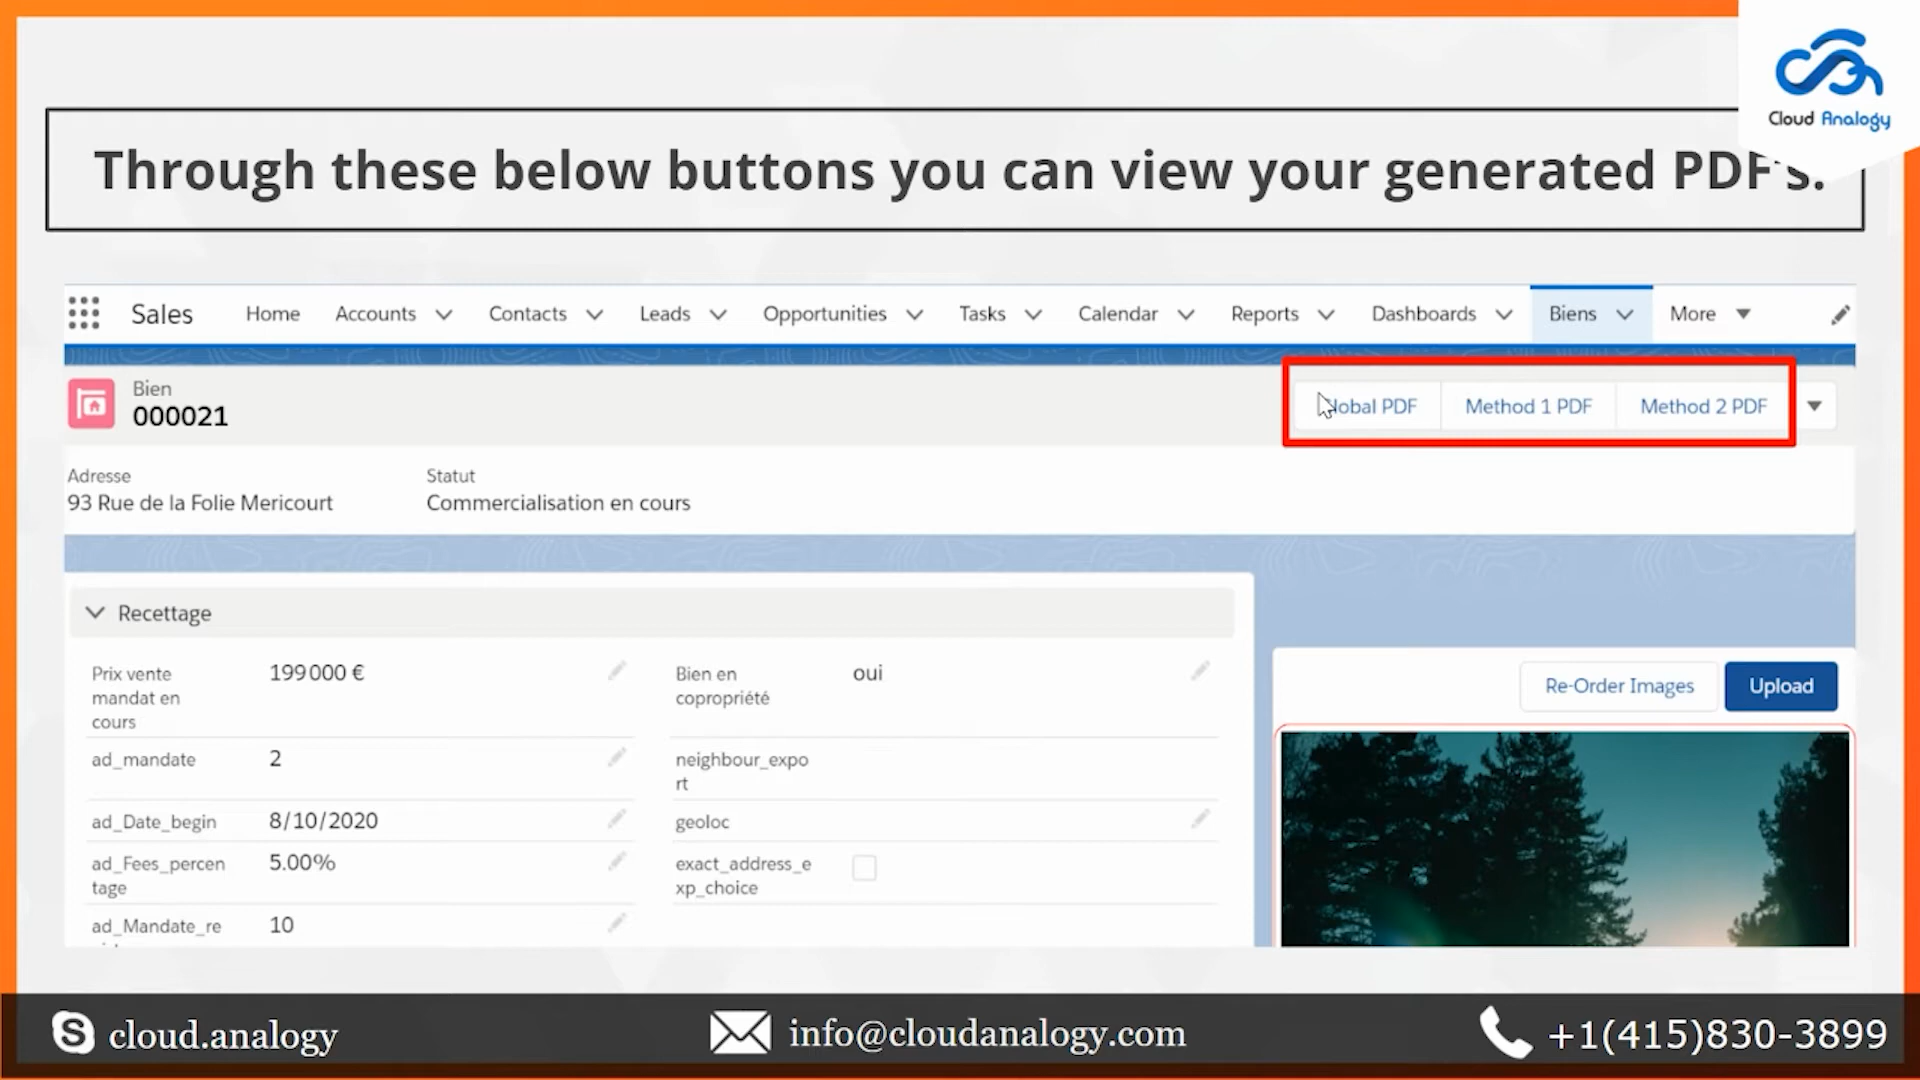 Cloud Analogy
Through these below buttons you can view your generated PDF's.
Sales Home Accounts Contacts Leads Opportunities Tasks Calendar Reports Dashboards Biens More
Bien
000021
lobal PDF Method 1 PDF Method 2 PDF
Adresse Statut
93 Rue de la Folie Mericourt Commercialisation en cours
Recettage
Prix vente 199 000 € Bien en oui
mandat en copropriété
cours
Re-Order Images Upload
ad_mandate 2 neighbour_expo
rt
ad_Date_begin 8/10/2020 geoloc
ad_Fees_percen 5.00% exact_address_e
tage xp_choice
ad_Mandate_re 10
cloud.analogy info@cloudanalogy.com +1(415)830-3899